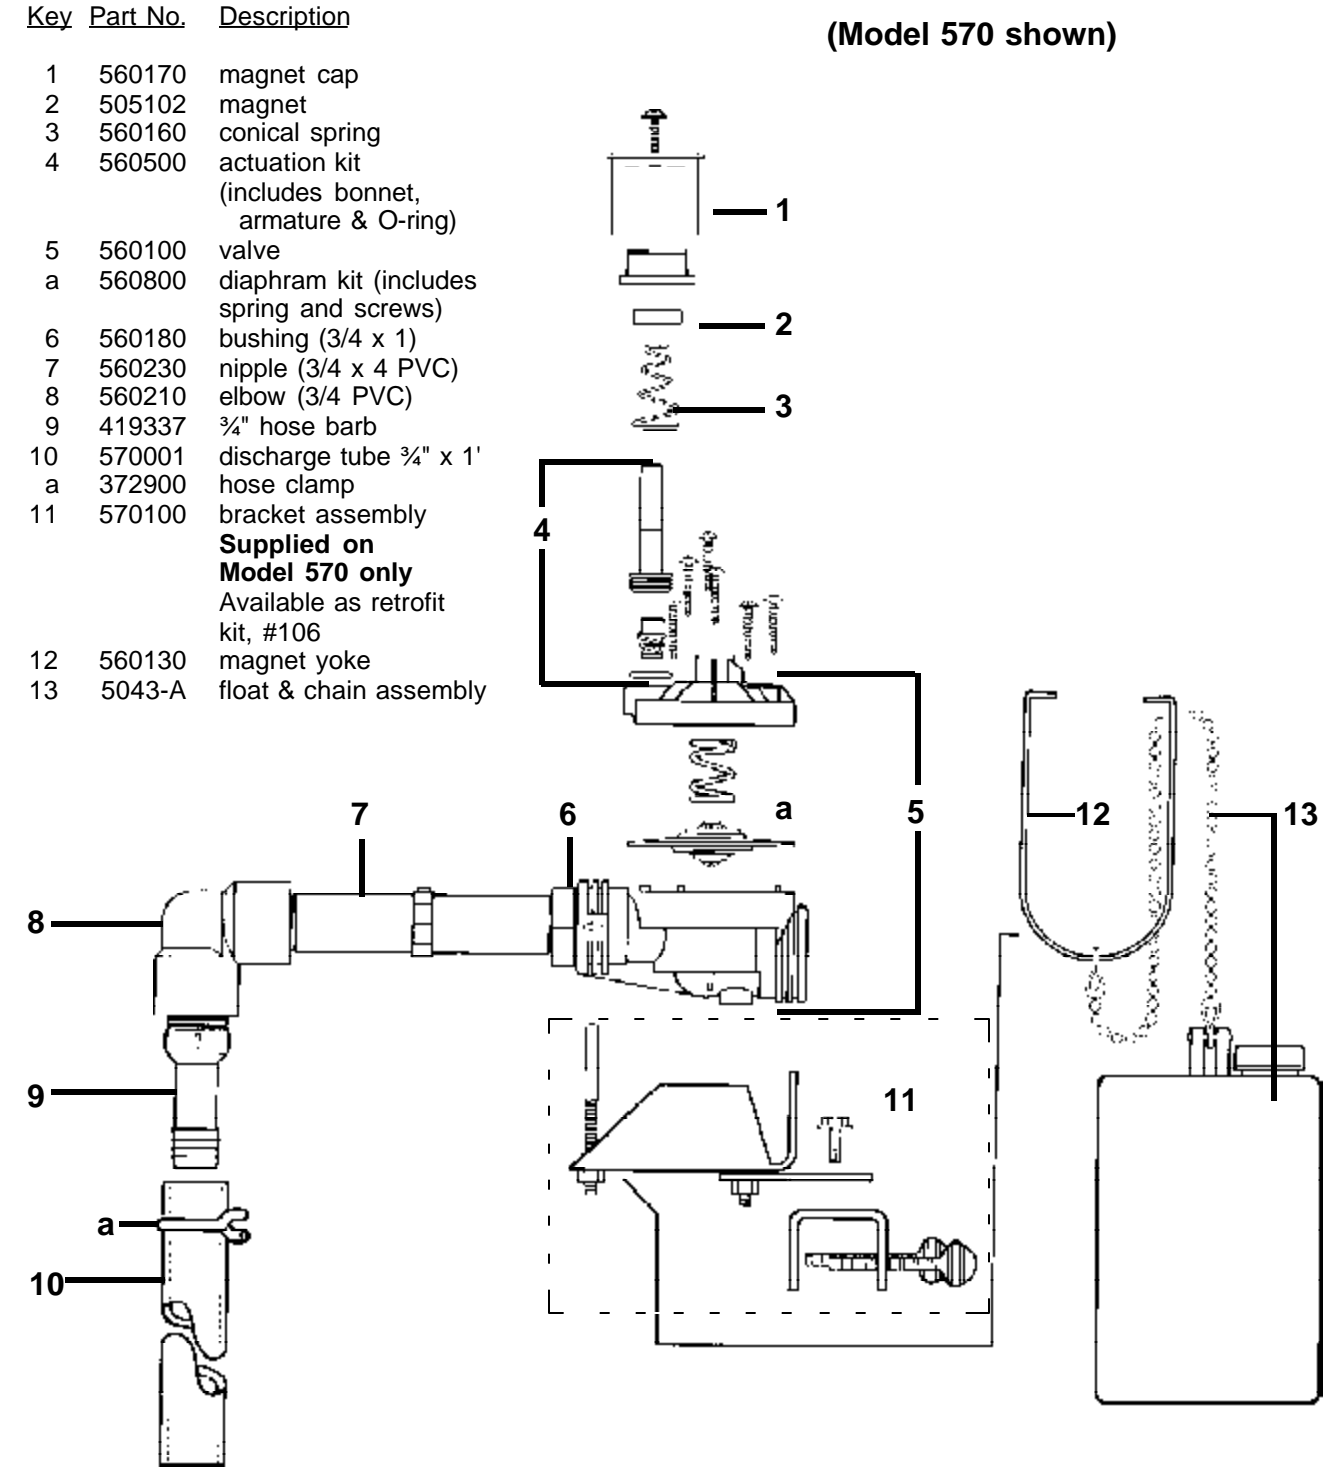 Key Part No. Description
(Model 570 shown)
1 560170 magnet cap
2 505102 magnet
3 560160 conical spring
4 560500 actuation kit
(includes bonnet,
armature & O-ring)
5 560100 valve
a 560800 diaphram kit (includes
spring and screws)
6 560180 bushing (3/4 x 1)
7 560230 nipple (3/4 x 4 PVC)
8 560210 elbow (3/4 PVC)
9 419337 ¾" hose barb
10 570001 discharge tube ¾" x 1'
a 372900 hose clamp
11 570100 bracket assembly
Supplied on
Model 570 only
Available as retrofit
kit, #106
12 560130 magnet yoke
13 5043-A float & chain assembly
1
2
3
4
a
5
12
13
7
6
8
9
11
a
10